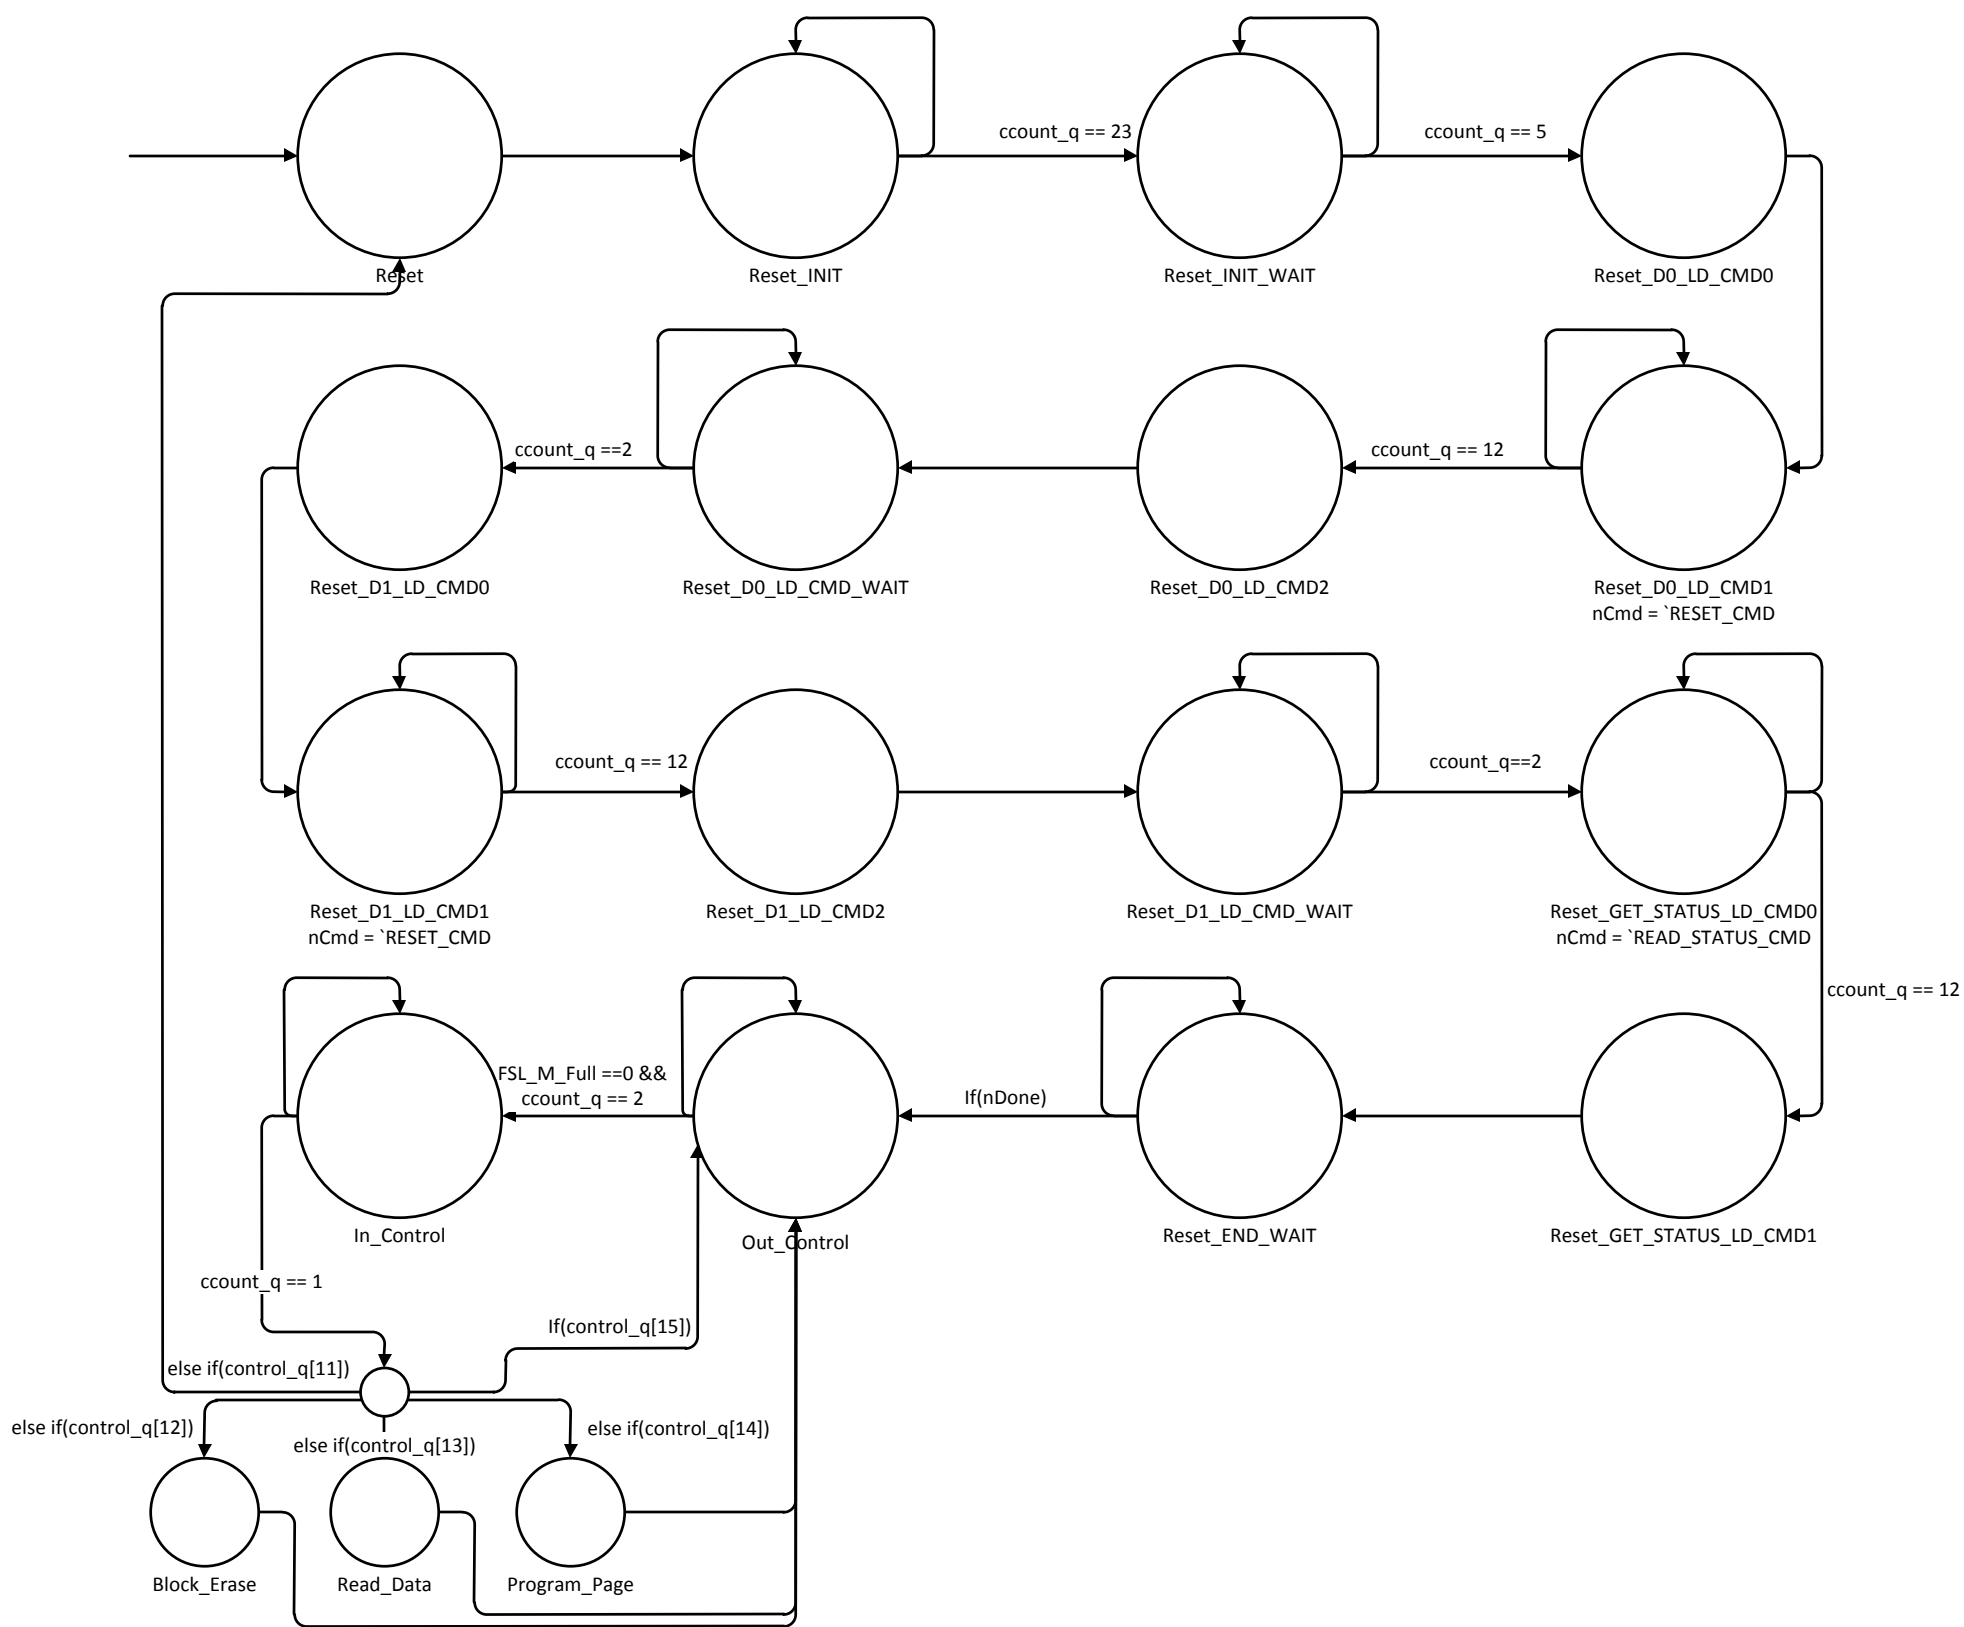 ccount_q == 23
ccount_q == 5
Reset
Reset_INIT
Reset_INIT_WAIT
Reset_D0_LD_CMD0
ccount_q ==2
ccount_q == 12
Reset_D1_LD_CMD0
Reset_D0_LD_CMD_WAIT
Reset_D0_LD_CMD2
Reset_D0_LD_CMD1
nCmd = `RESET_CMD
ccount_q == 12
ccount_q==2
Reset_D1_LD_CMD1
nCmd = `RESET_CMD
Reset_D1_LD_CMD2
Reset_D1_LD_CMD_WAIT
Reset_GET_STATUS_LD_CMD0
nCmd = `READ_STATUS_CMD
ccount_q == 12
FSL_M_Full ==0 &&
ccount_q == 2
If(nDone)
In_Control
Out_Control
Reset_END_WAIT
Reset_GET_STATUS_LD_CMD1
ccount_q == 1
If(control_q[15])
else if(control_q[11])
else if(control_q[12])
else if(control_q[13])
else if(control_q[14])
Block_Erase
Read_Data
Program_Page